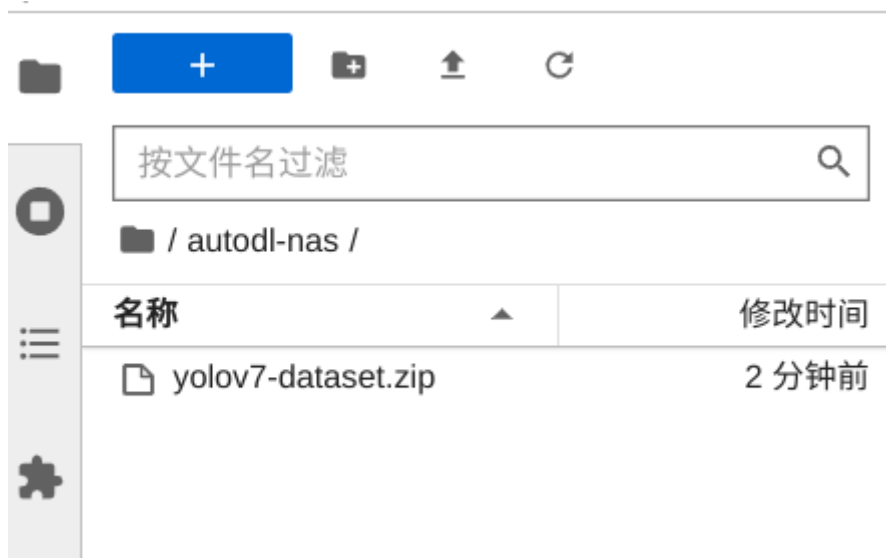 按文件名过滤
/ autodl-nas /
名称 修改时间
yolov7-dataset.zip 2 分钟前